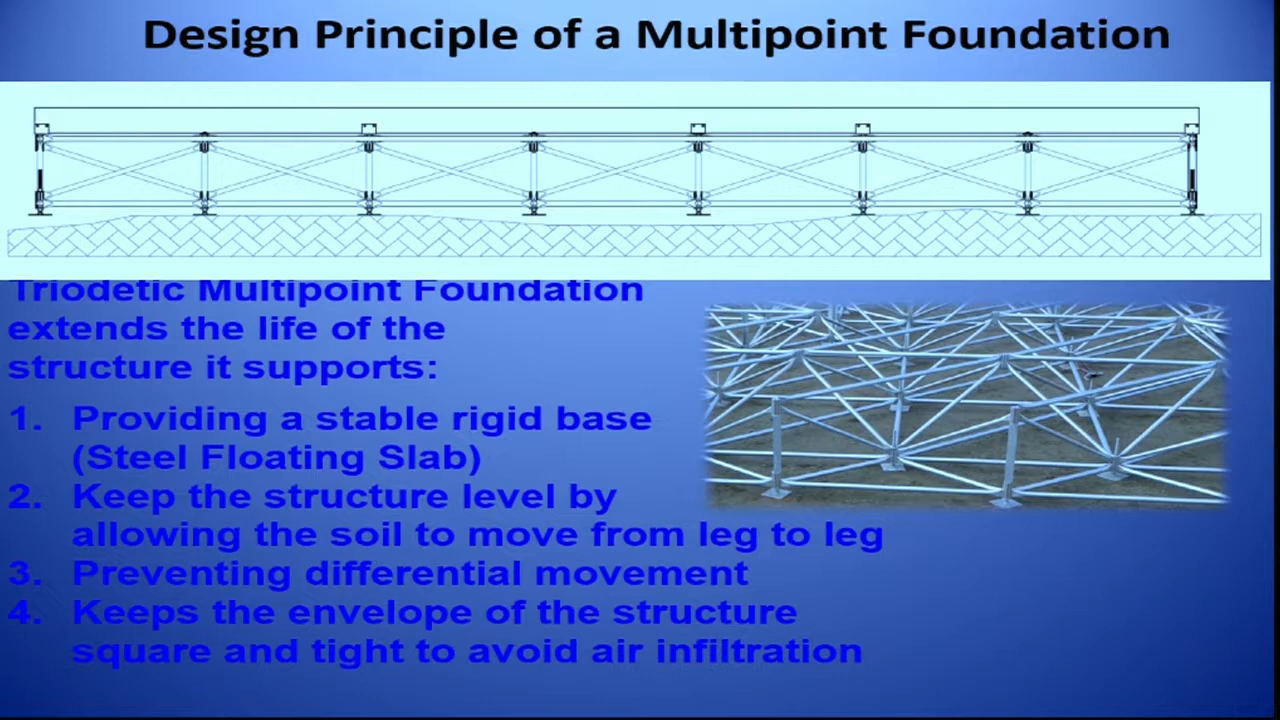 Design Principle of a Multipoint Foundation
Triodetic Multipoint Foundation
extends the life of the
structure it supports:
1. Providing a stable rigid base
(Steel Floating Slab)
2. Keep the structure level by
allowing the soil to move from leg to leg
3. Preventing differential movement
4. Keeps the envelope of the structure
square and tight to avoid air infiltration